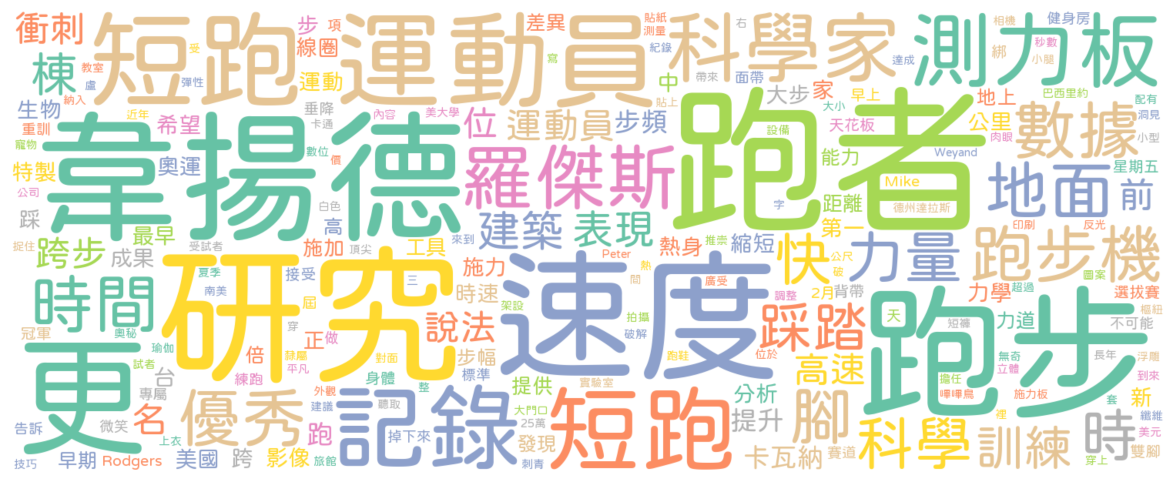 衝刺
短跑
運動員
步
項
線圈
差異
貼紙
測量
科學家
右
相機
健身房
測力板
棟
教室
受
彈性
運動
寫
紀錄
綁
秒數
小腿
達成
盧
納入
生物
重訓
近年
希望
垂降
卡通
內容
美大學
中
貼上
帶來
面帶
大步
家
早上
地上
巴西里約
配有
洞見
小型
寵物
韋揚德
數位
價
位
運動員
步頻
設備
跑者
大小
天花板
公里
肉眼
數據
特製
奧運
羅傑斯
能力
Weyand
星期五
公司
白色
高
Mike
地面
前
踩
最早
受試者
頂尖
施加
來到
工具
建築
表現
推崇
熱身
字
縮短
距離
德州達拉斯
第一
印刷
反光
跨步
成果
捉住
夏季
南美
接受
三
施力
Peter
熱
公尺
破
快
力量
跑步機
時間
研究
屆
時速
架設
間
廣受
速度
調整
2月
背帶
力學
超過
圖案
選拔賽
冠軍
奧秘
穿
倍
正
做
說法
拍攝
破解
踩踏
天
短褲
力道
樞紐
不可能
更
瑜伽
試者
隸屬
平凡
對面
步幅
標準
跑鞋
位於
高速
跑步
無奇
立體
長年
浮雕
台
專屬
練跑
外觀
身體
整
提供
實驗室
分析
擔任
嗶嗶鳥
施力板
套
到來
新
告訴
微笑
名
優秀
建議
跑
記錄
聽取
大門口
25萬
短跑
提升
腳
裡
時
纖維
美元
上衣
技巧
早期
Rodgers
美國
跨
影像
旅館
掉下來
發現
刺青
卡瓦納
賽道
科學
訓練
穿上
雙腳